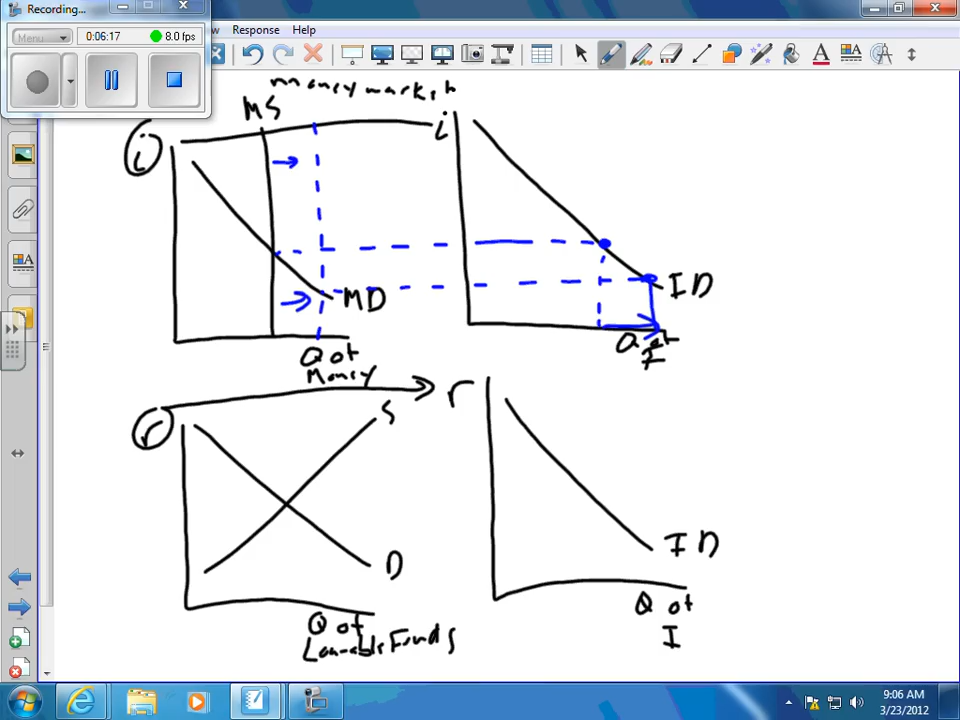 Recording...
Menu
0:06:17
8.0 fps
w Response Help
money market
MS
i
i
MD
ID
Q of
Money
Q of
I
r
S
r
D
ID
Q of
Loanable Funds
Q of
I
9:06 AM
3/23/2012